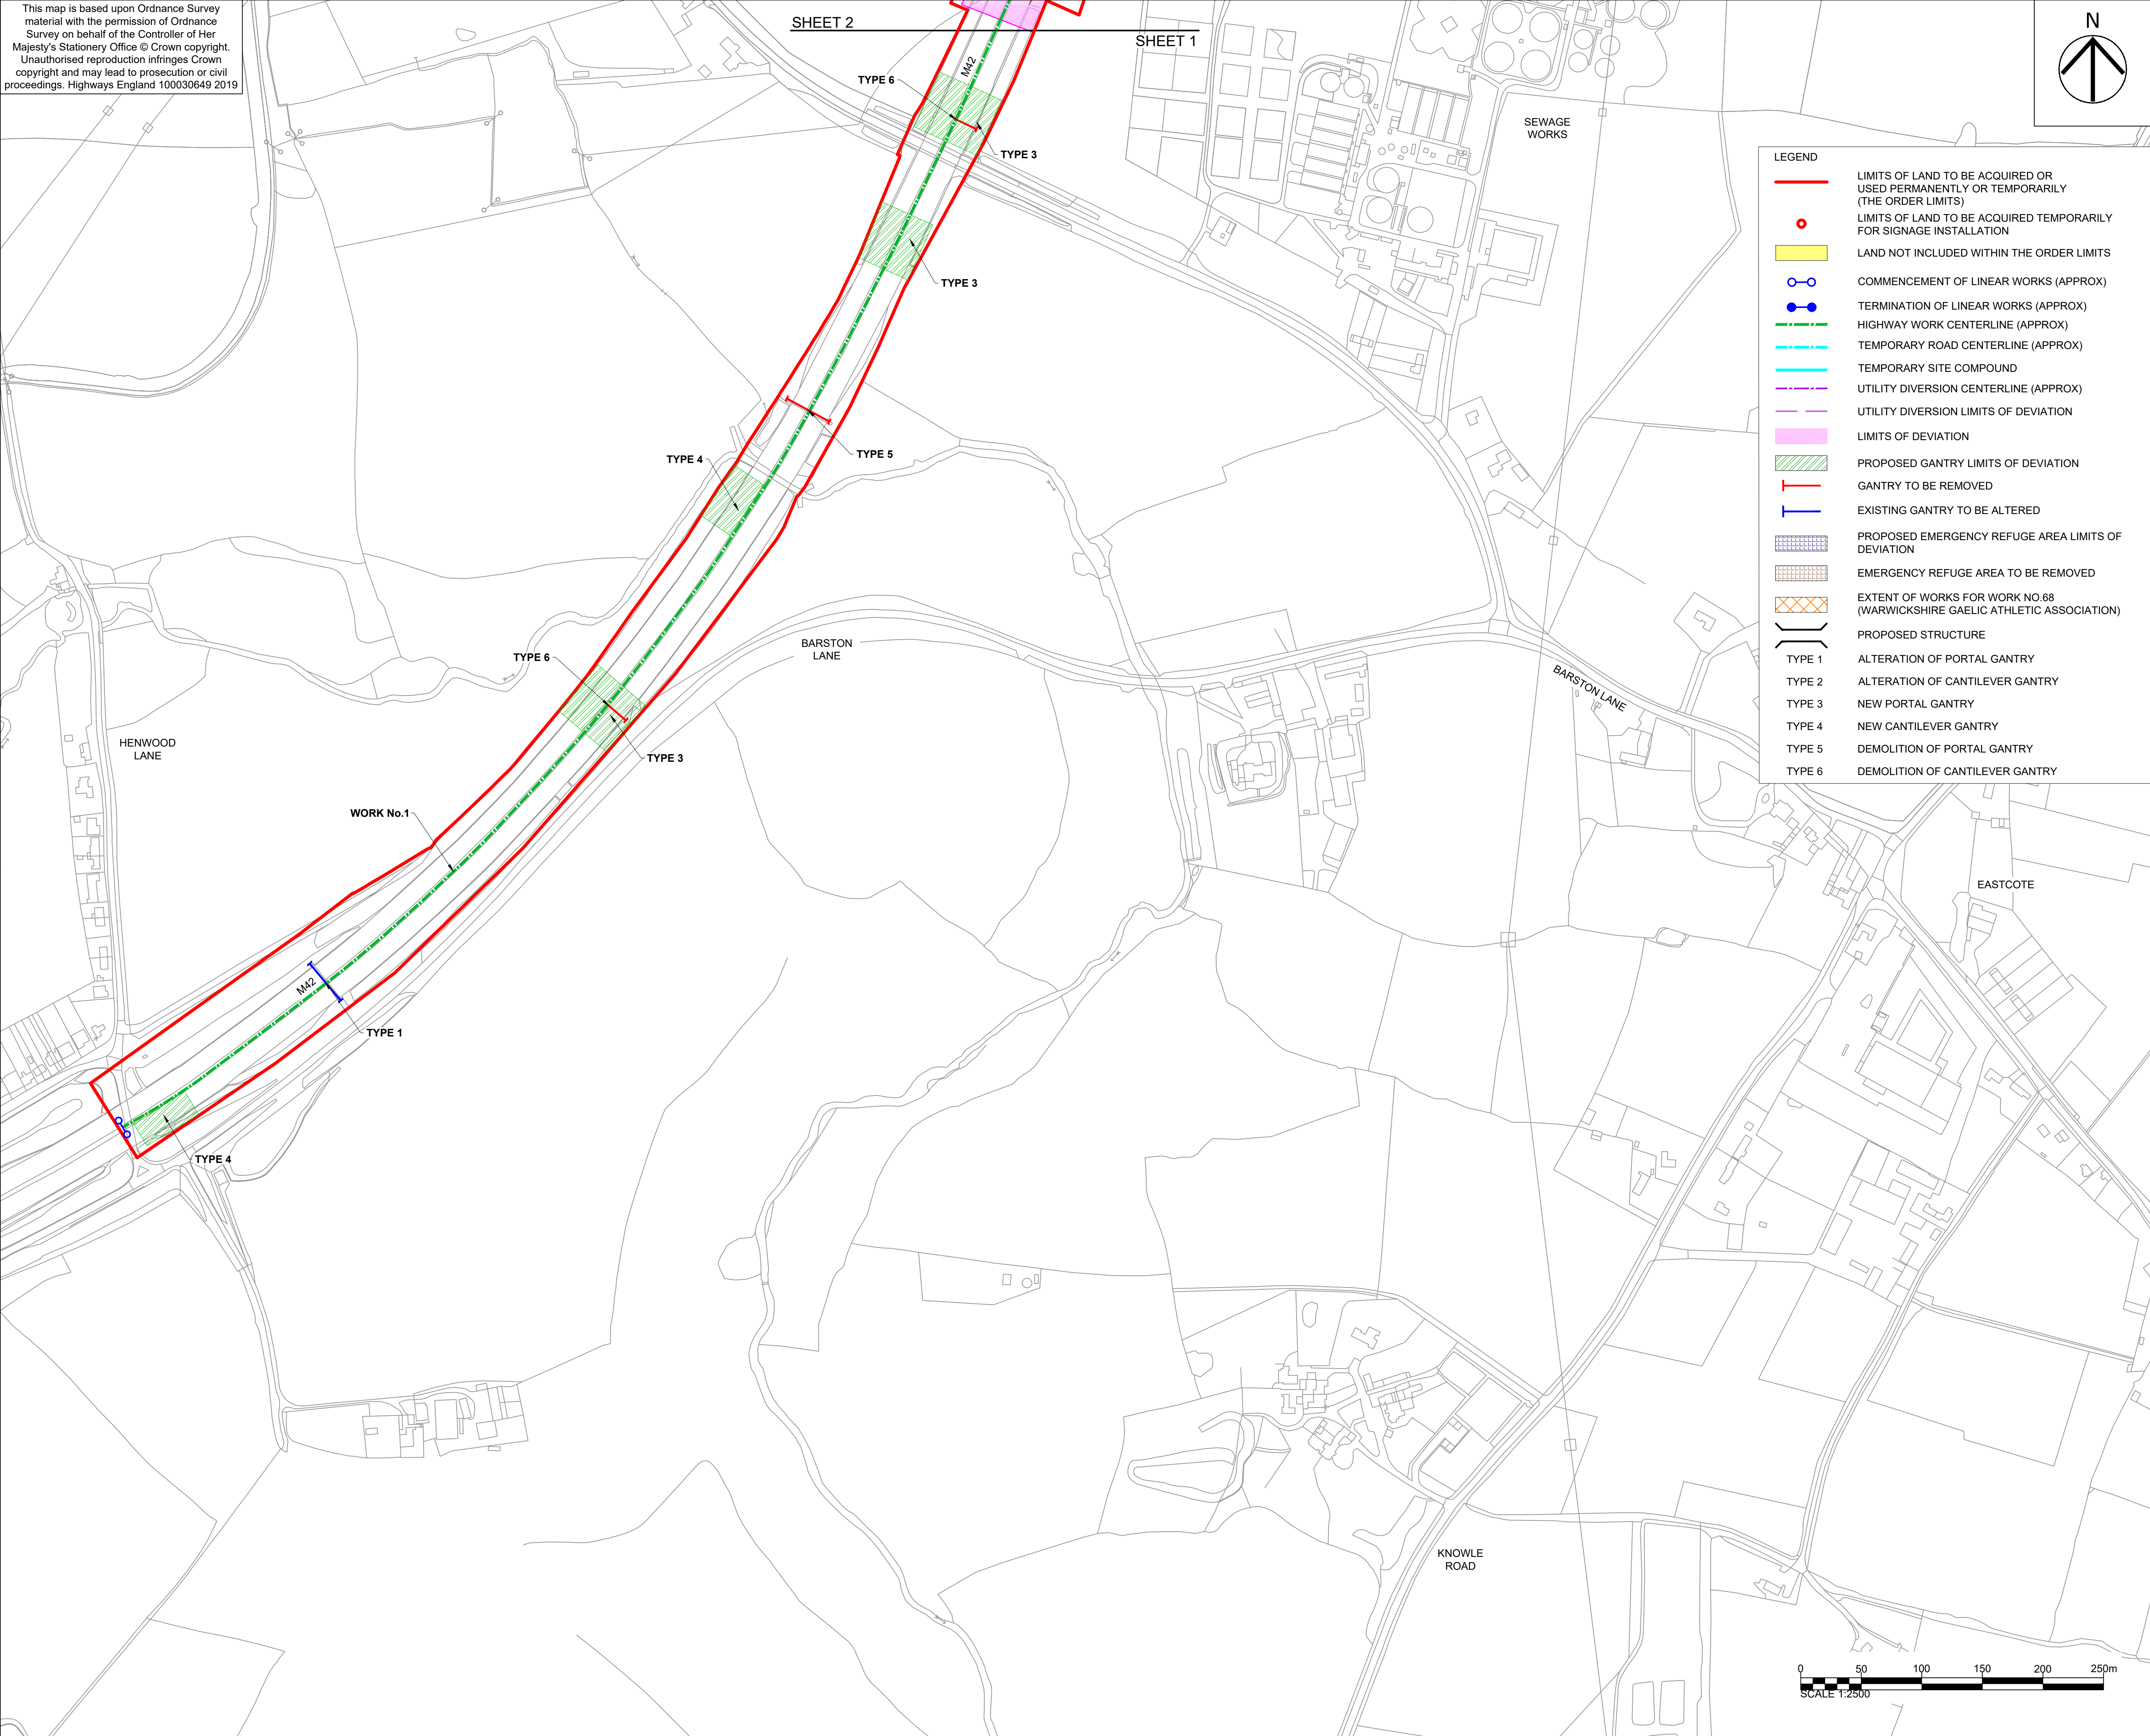 This map is based upon Ordnance Survey
material with the permission of Ordnance
Survey on behalf of the Controller of Her
Majesty's Stationery Office © Crown copyright.
Unauthorised reproduction infringes Crown
copyright and may lead to prosecution or civil
proceedings. Highways England 100030649 2019
SHEET 2
SHEET 1
N
M42
TYPE 6
TYPE 3
SEWAGE
WORKS
TYPE 3
TYPE 5
TYPE 4
BARSTON
LANE
TYPE 6
TYPE 3
BARSTON LANE
HENWOOD
LANE
WORK No.1
EASTCOTE
M42
TYPE 1
TYPE 4
KNOWLE
ROAD
LEGEND
LIMITS OF LAND TO BE ACQUIRED OR
USED PERMANENTLY OR TEMPORARILY
(THE ORDER LIMITS)
LIMITS OF LAND TO BE ACQUIRED TEMPORARILY
FOR SIGNAGE INSTALLATION
LAND NOT INCLUDED WITHIN THE ORDER LIMITS
COMMENCEMENT OF LINEAR WORKS (APPROX)
TERMINATION OF LINEAR WORKS (APPROX)
HIGHWAY WORK CENTERLINE (APPROX)
TEMPORARY ROAD CENTERLINE (APPROX)
TEMPORARY SITE COMPOUND
UTILITY DIVERSION CENTERLINE (APPROX)
UTILITY DIVERSION LIMITS OF DEVIATION
LIMITS OF DEVIATION
PROPOSED GANTRY LIMITS OF DEVIATION
GANTRY TO BE REMOVED
EXISTING GANTRY TO BE ALTERED
PROPOSED EMERGENCY REFUGE AREA LIMITS OF
DEVIATION
EMERGENCY REFUGE AREA TO BE REMOVED
EXTENT OF WORKS FOR WORK NO.68
(WARWICKSHIRE GAELIC ATHLETIC ASSOCIATION)
PROPOSED STRUCTURE
TYPE 1 ALTERATION OF PORTAL GANTRY
TYPE 2 ALTERATION OF CANTILEVER GANTRY
TYPE 3 NEW PORTAL GANTRY
TYPE 4 NEW CANTILEVER GANTRY
TYPE 5 DEMOLITION OF PORTAL GANTRY
TYPE 6 DEMOLITION OF CANTILEVER GANTRY
0 50 100 150 200 250m
SCALE 1:2500